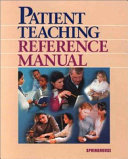 PATIENT
TEACHING
REFERENCE
MANUAL
SPRINGHOUSE